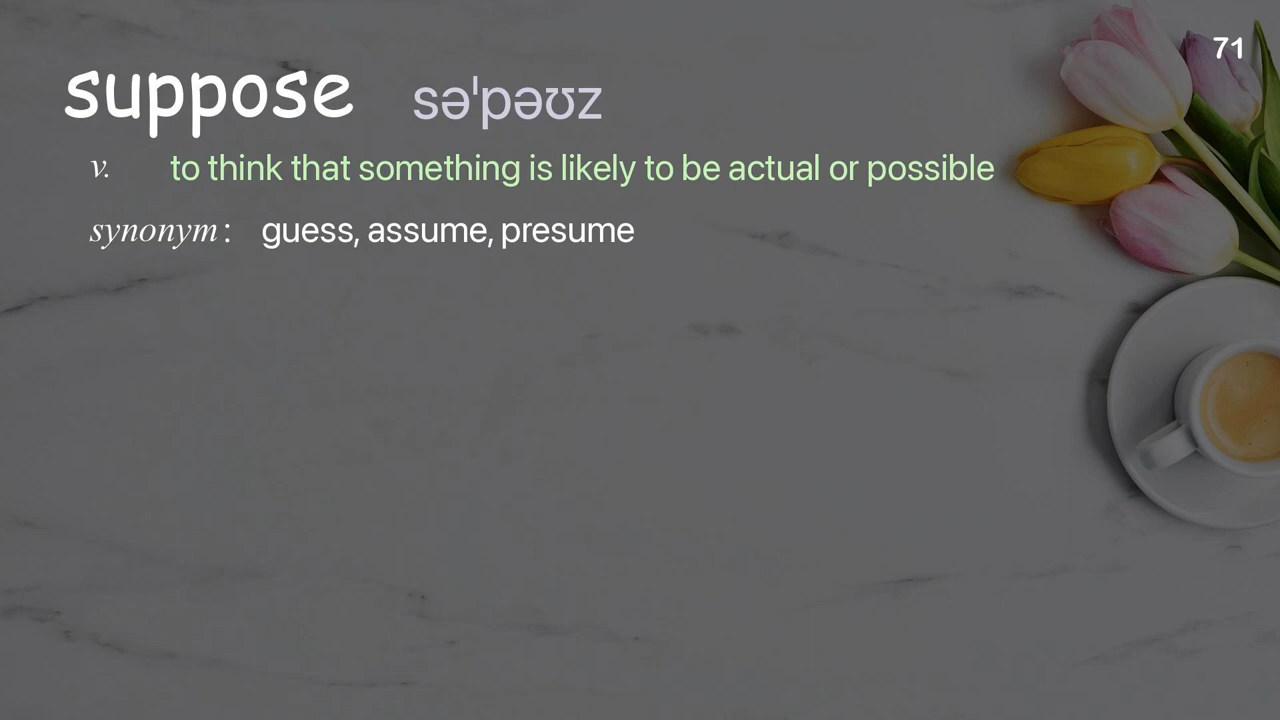 71
suppose səˈpəʊz
v. to think that something is likely to be actual or possible
synonym : guess, assume, presume